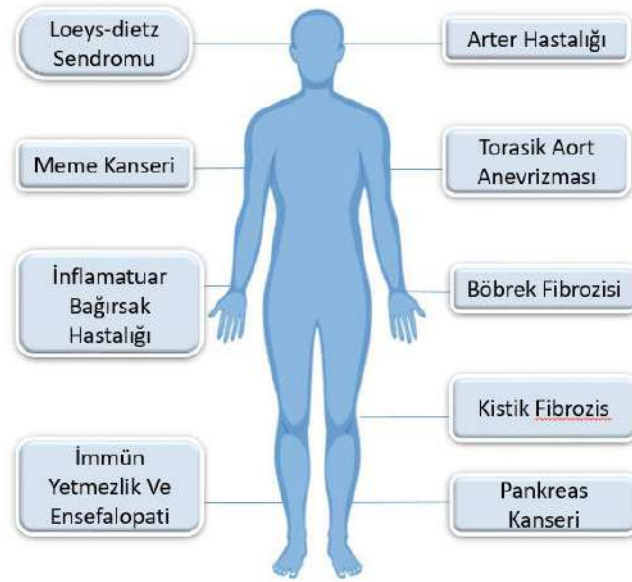 Loeys-dietz
Sendromu
Arter Hastalığı
Meme Kanseri
Torasik Aort
Anevrizması
İnflamatuar
Bağırsak
Hastalığı
Böbrek Fibrozisi
Kistik Fibrozis
İmmün
Yetmezlik Ve
Ensefalopati
Pankreas
Kanseri